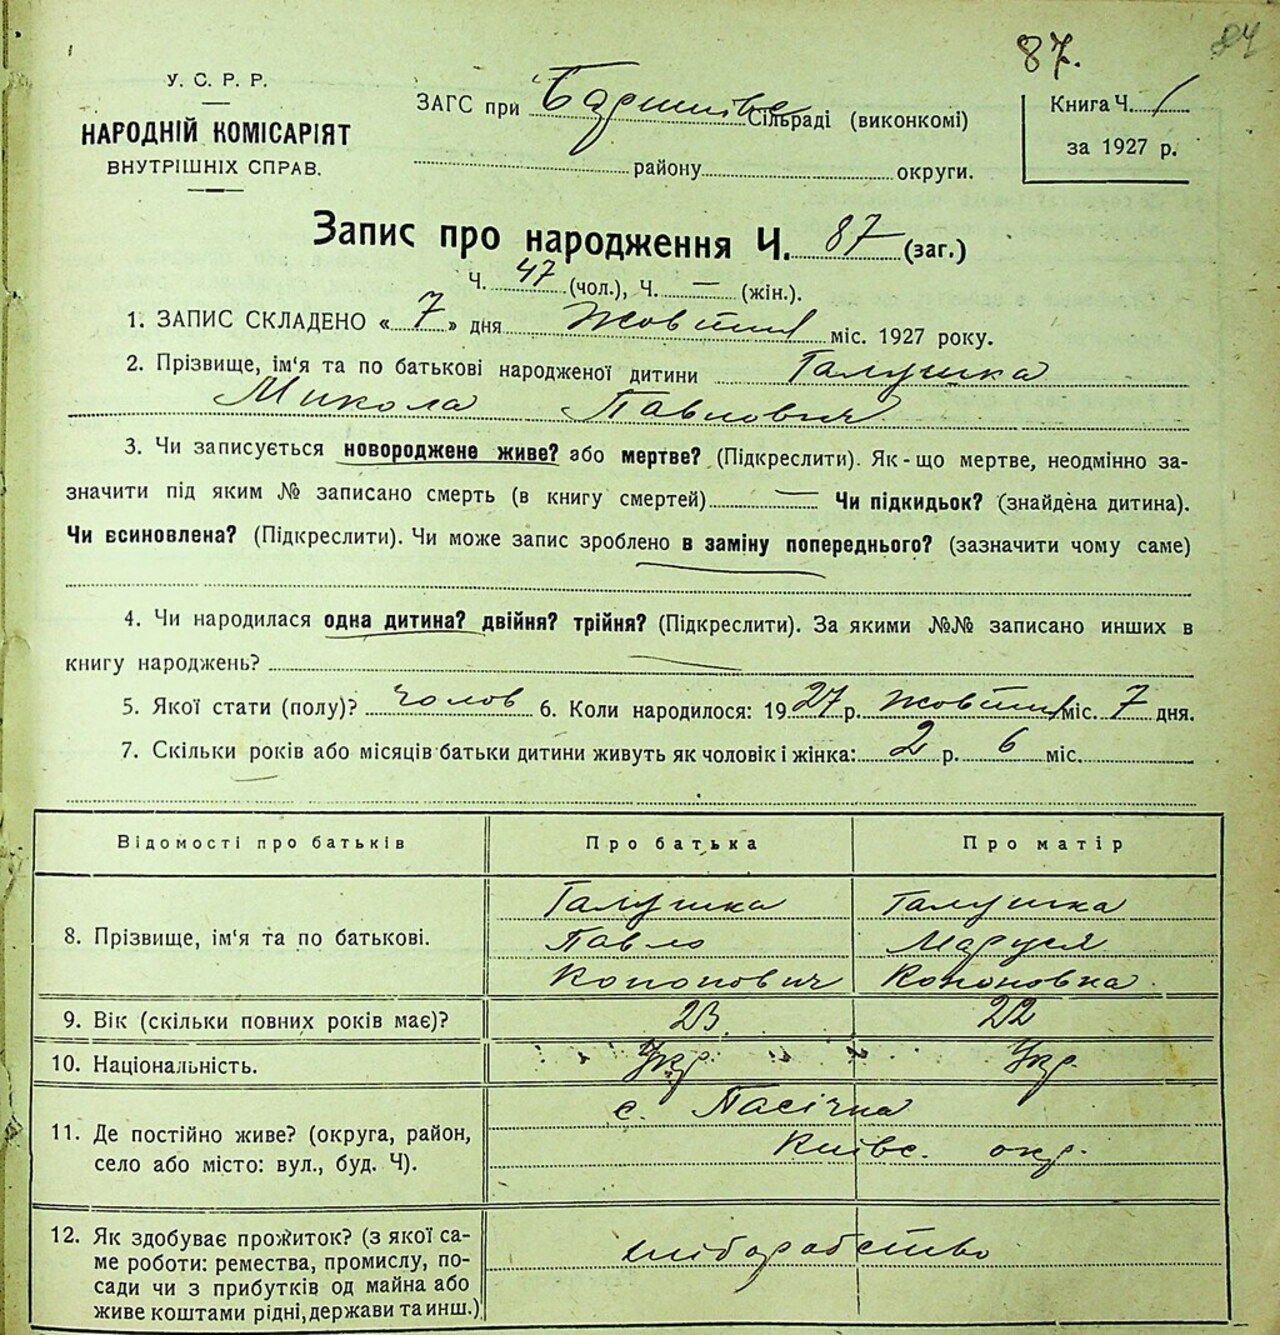 87.
84
У. С. Р. Р.
НАРОДНІЙ КОМІСАРІЯТ
ВНУТРІШНІХ СПРАВ.
ЗАГС при Баришівс Сільраді (виконкомі)
району округи.
Книга Ч. 1
за 1927 р.
Запис про народження Ч. 87 (заг.)
Ч. 47 (чол.), Ч. — (жін.).
1. ЗАПИС СКЛАДЕНО « 7 » дня Жовтня міс. 1927 року.
2. Прізвище, ім'я та по батькові народженої дитини Галушка
Микола Павлович
3. Чи записується новороджене живе? або мертве? (Підкреслити). Як-що мертве, неодмінно за-
значити під яким № записано смерть (в книгу смертей) — Чи підкидьок? (знайдена дитина).
Чи всиновлена? (Підкреслити). Чи може запис зроблено в заміну попереднього? (зазначити чому саме)
4. Чи народилася одна дитина? двійня? трійня? (Підкреслити). За якими №№ записано инших в
книгу народжень? —
5. Якої стати (полу)? чолов 6. Коли народилося: 1927 р. Жовтня міс. 7 дня.
7. Скільки років або місяців батьки дитини живуть як чоловік і жінка: 2 р. 6 міс.
Відомості про батьків Про батька Про матір
8. Прізвище, ім'я та по батькові.
Галушка Галушка
Павло Маруся
Кононович Кононовна
9. Вік (скільки повних років має)? 23 22
10. Національність. Укр. Укр.
11. Де постійно живе? (округа, район,
село або місто: вул., буд. Ч).
с. Пасічна
Київс. окр.
12. Як здобуває прожиток? (з якої са-
ме роботи: ремества, промислу, по-
сади чи з прибутків од майна або
живе коштами рідні, держави та инш.)
хліборобство